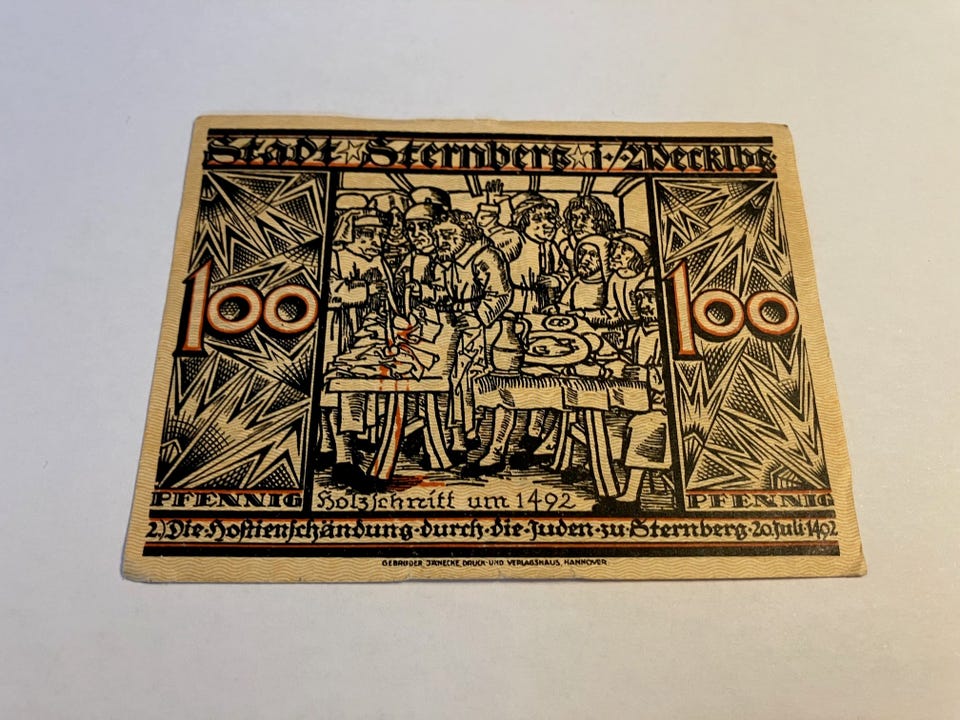 Stadt ☆ Sternberg ☆ i./Mecklbg.
100
100
PFENNIG
Holzschnitt um 1492
PFENNIG
2.) Die·Hostienschändung·durch·die·Juden·zu·Sternberg·20.Juli·1492
GEBRÜDER JÄNECKE, DRUCK-UND VERLAGSHAUS, HANNOVER